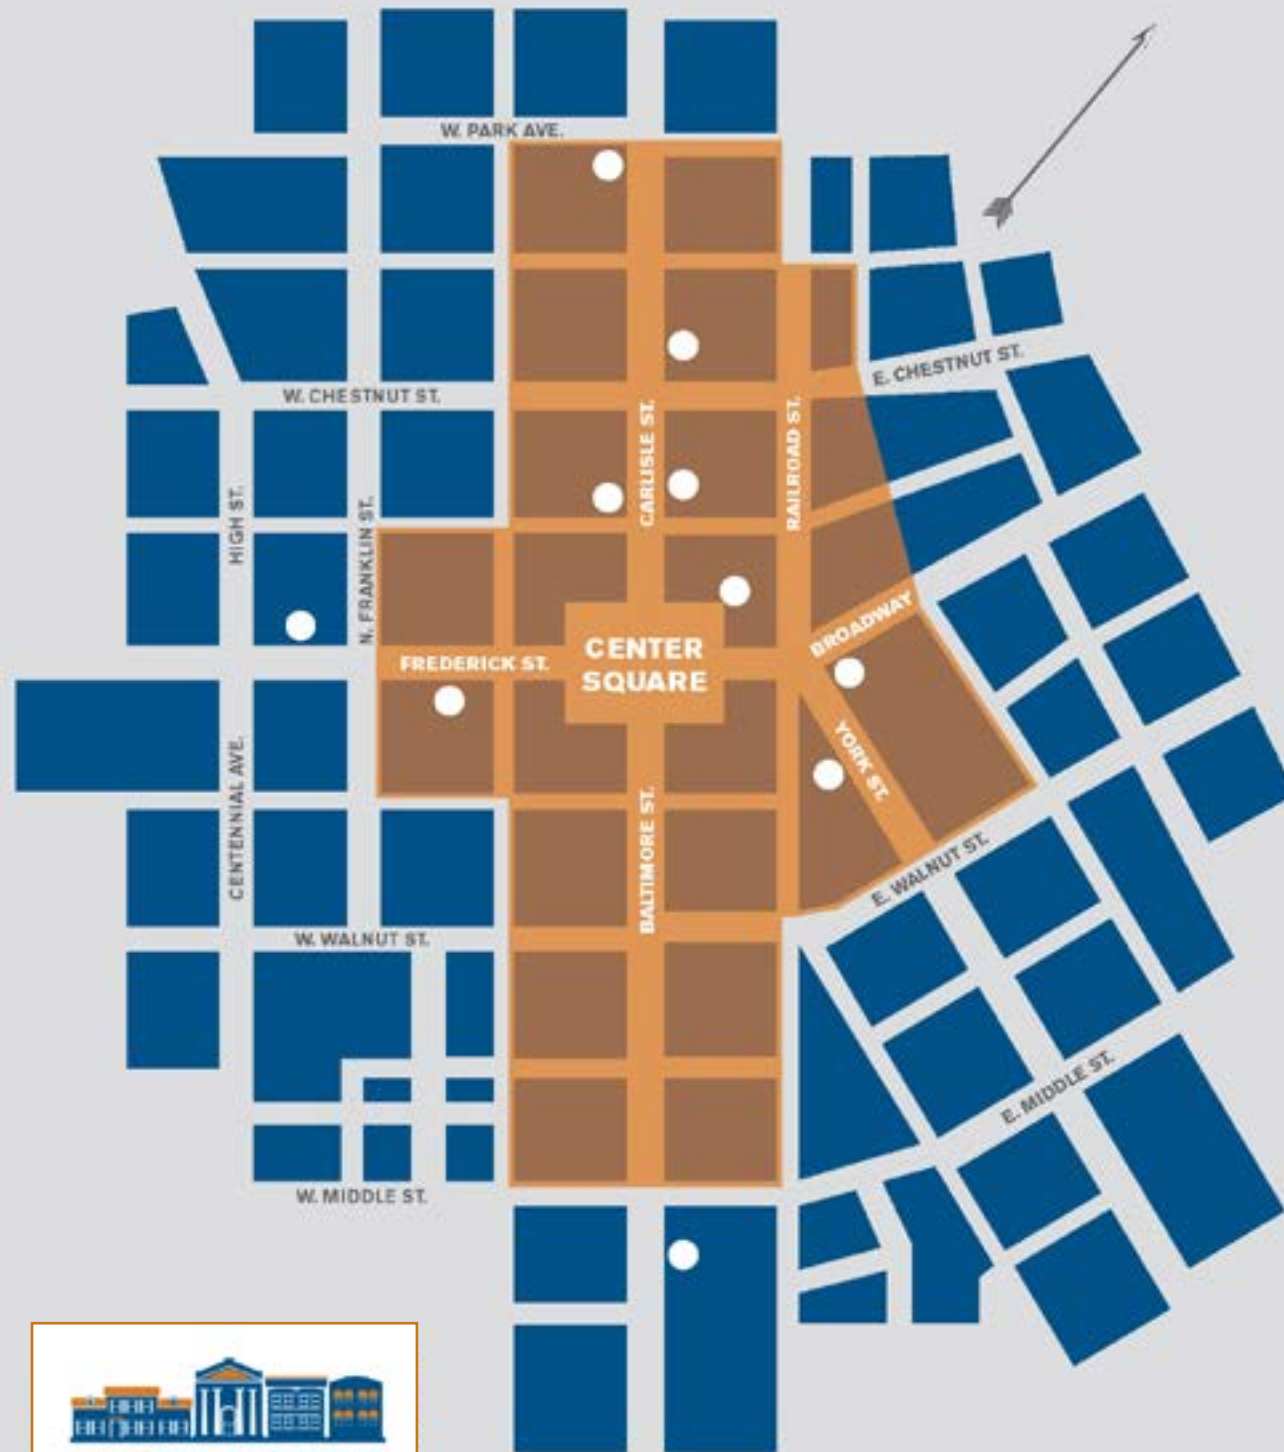 W. PARK AVE.
E. CHESTNUT ST.
W. CHESTNUT ST.
CARLISLE ST.
RAILROAD ST.
HIGH ST.
N. FRANKLIN ST.
BROADWAY
FREDERICK ST.
CENTER
SQUARE
YORK ST.
CENTENNIAL AVE.
BALTIMORE ST.
E. WALNUT ST.
W. WALNUT ST.
E. MIDDLE ST.
W. MIDDLE ST.